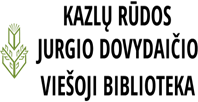 KAZLŲ RŪDOS
JURGIO DOVYDAIČIO
VIEŠOJI BIBLIOTEKA